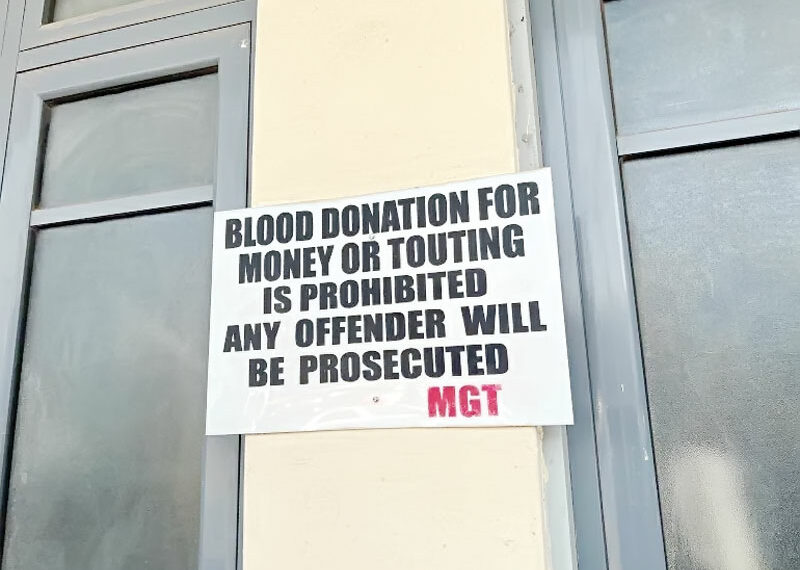 BLOOD DONATION FOR
MONEY OR TOUTING
IS PROHIBITED
ANY OFFENDER WILL
BE PROSECUTED
MGT